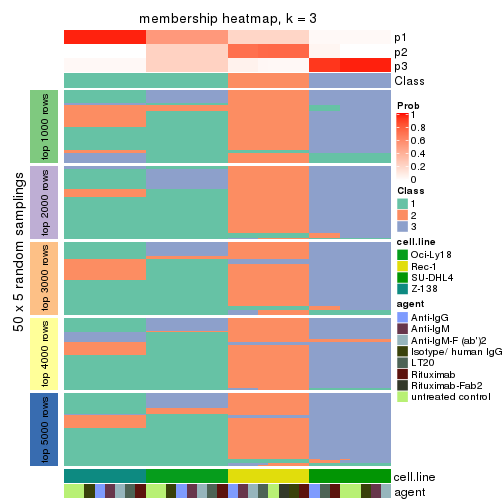 membership heatmap, k = 3
p1
p2
p3
Class
50 x 5 random samplings
top 1000 rows
top 2000 rows
top 3000 rows
top 4000 rows
top 5000 rows
cell.line
agent
Prob
1
0.8
0.6
0.4
0.2
0
Class
1
2
3
cell.line
Oci-Ly18
Rec-1
SU-DHL4
Z-138
agent
Anti-IgG
Anti-IgM
Anti-IgM-F (ab')2
Isotype/ human IgG
LT20
Rituximab
Rituximab-Fab2
untreated control